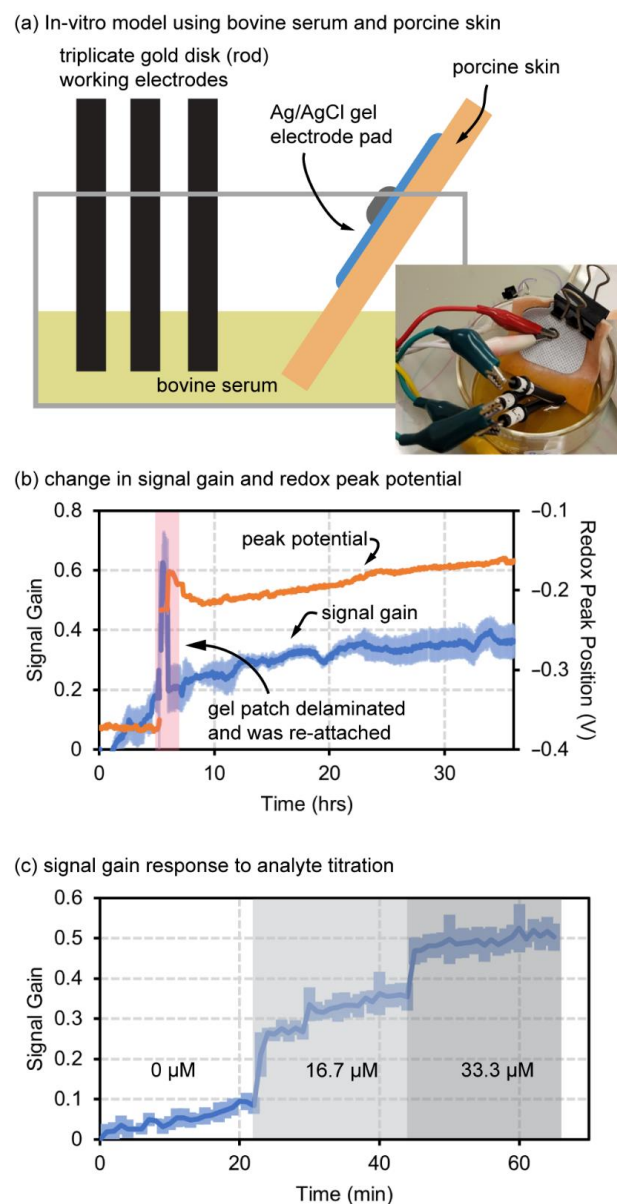 (a) In-vitro model using bovine serum and porcine skin
triplicate gold disk (rod)
working electrodes
porcine skin
Ag/AgCl gel
electrode pad
bovine serum
(b) change in signal gain and redox peak potential
0.8
0.6
0.4
0.2
0
Signal Gain
peak potential
signal gain
gel patch delaminated
and was re-attached
–0.1
–0.2
–0.3
–0.4
Redox Peak Position (V)
0
10
20
30
Time (hrs)
(c) signal gain response to analyte titration
0.6
0.5
0.4
0.3
0.2
0.1
0
Signal Gain
0 µM
16.7 µM
33.3 µM
0
20
40
60
Time (min)